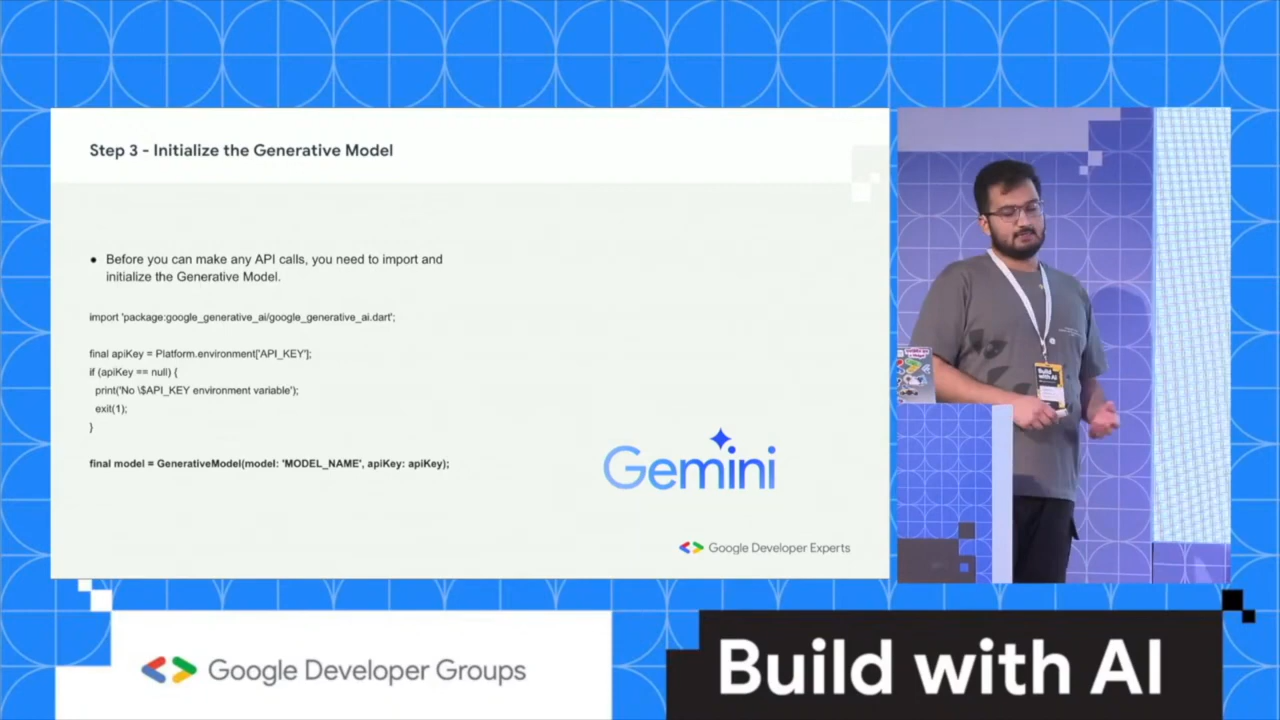 Step 3 - Initialize the Generative Model
● Before you can make any API calls, you need to import and
initialize the Generative Model.
import 'package:google_generative_ai/google_generative_ai.dart';
final apiKey = Platform.environment['API_KEY'];
if (apiKey == null) {
print('No \$API_KEY environment variable');
exit(1);
}
final model = GenerativeModel(model: 'MODEL_NAME', apiKey: apiKey);
Gemini
Google Developer Experts
Build
with AI
Google Developer Groups
Build with AI